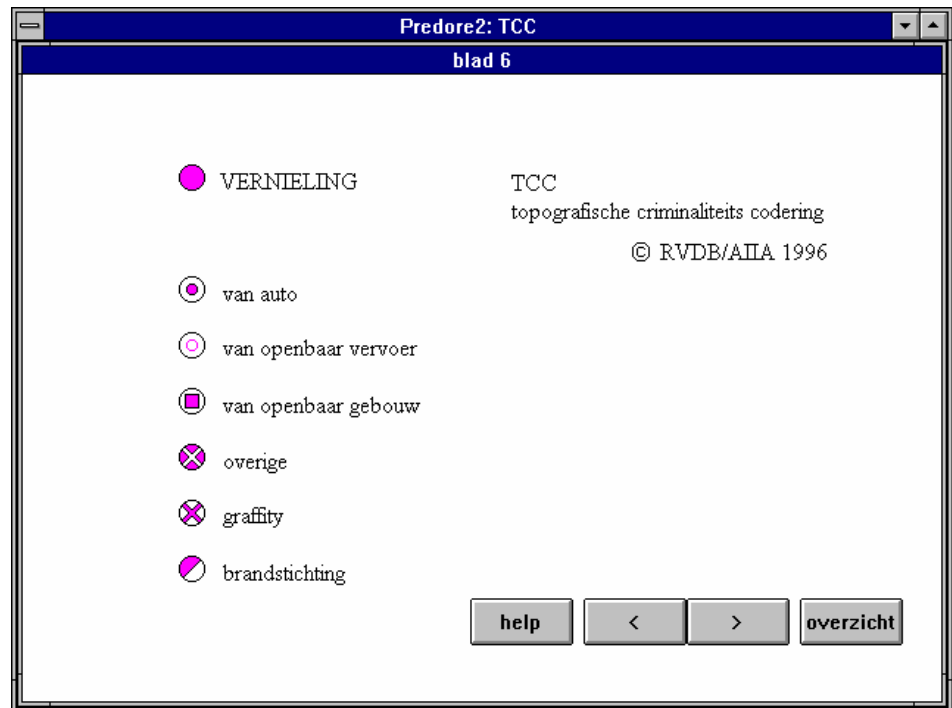 Predore2: TCC
blad 6
VERNIELING
TCC
topografische criminaliteits codering
© RVDB/AIIA 1996
van auto
van openbaar vervoer
van openbaar gebouw
overige
graffity
brandstichting
help
<
>
overzicht